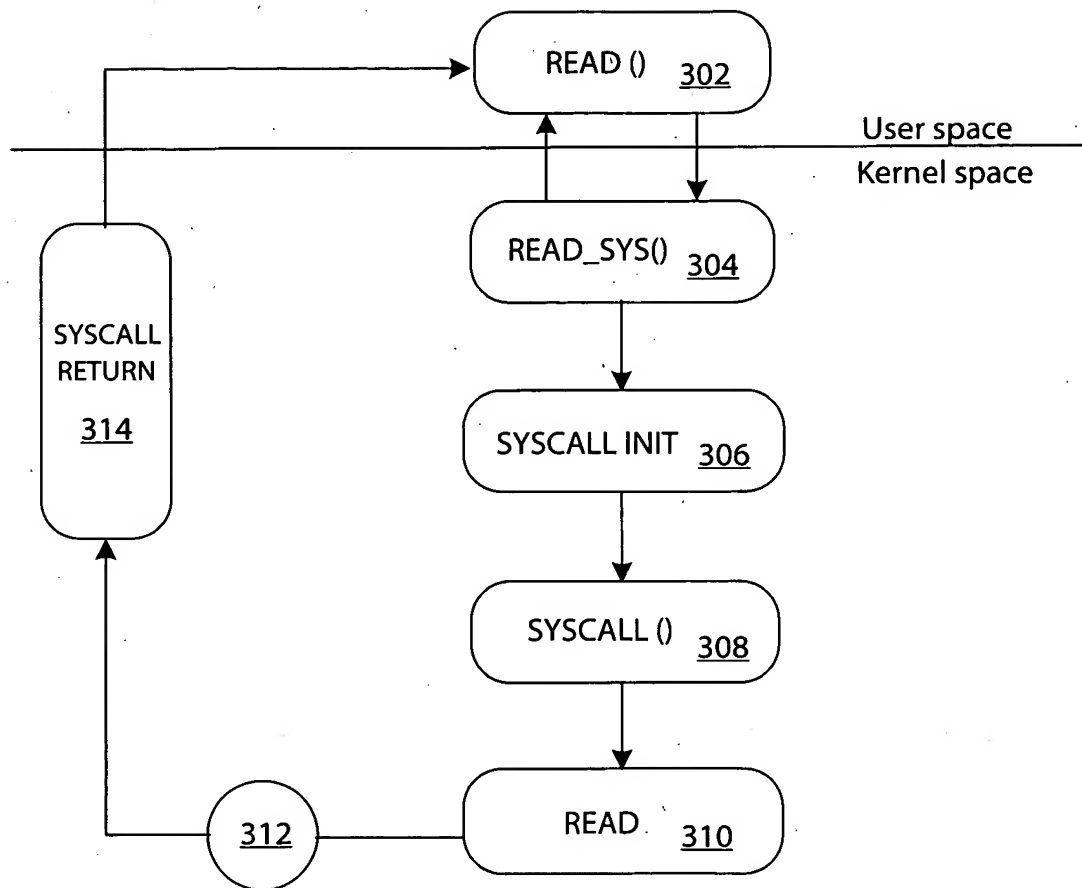 READ () 302
User space
Kernel space
READ_SYS() 304
SYSCALL
RETURN
314
SYSCALL INIT 306
SYSCALL () 308
READ 310
312